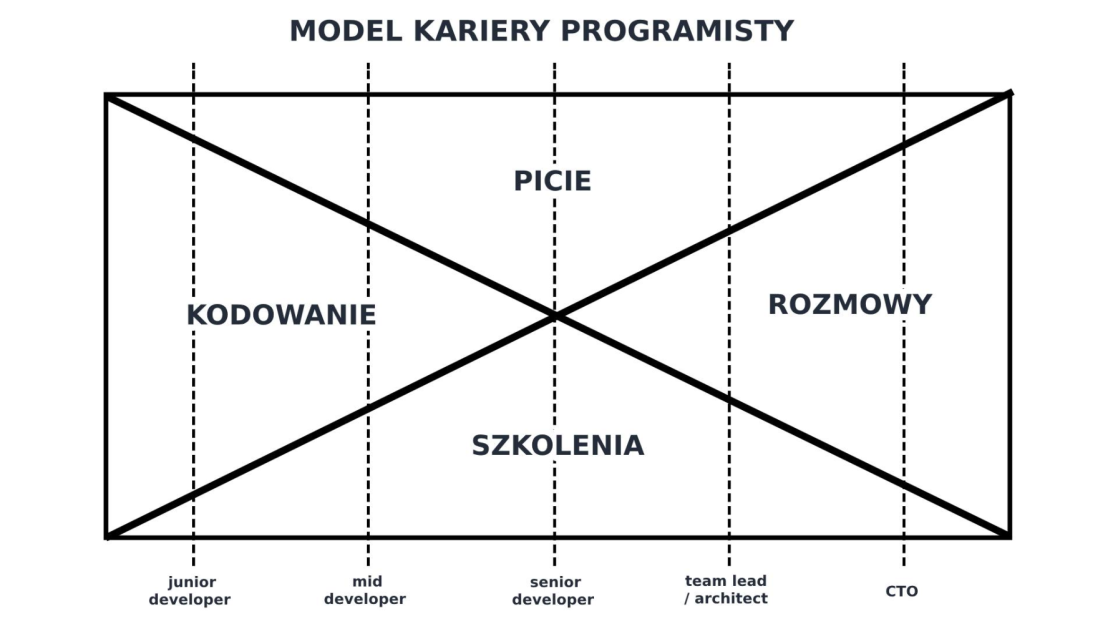 MODEL KARIERY PROGRAMISTY
PICIE
KODOWANIE
ROZMOWY
SZKOLENIA
junior
developer
mid
developer
senior
developer
team lead
/ architect
CTO